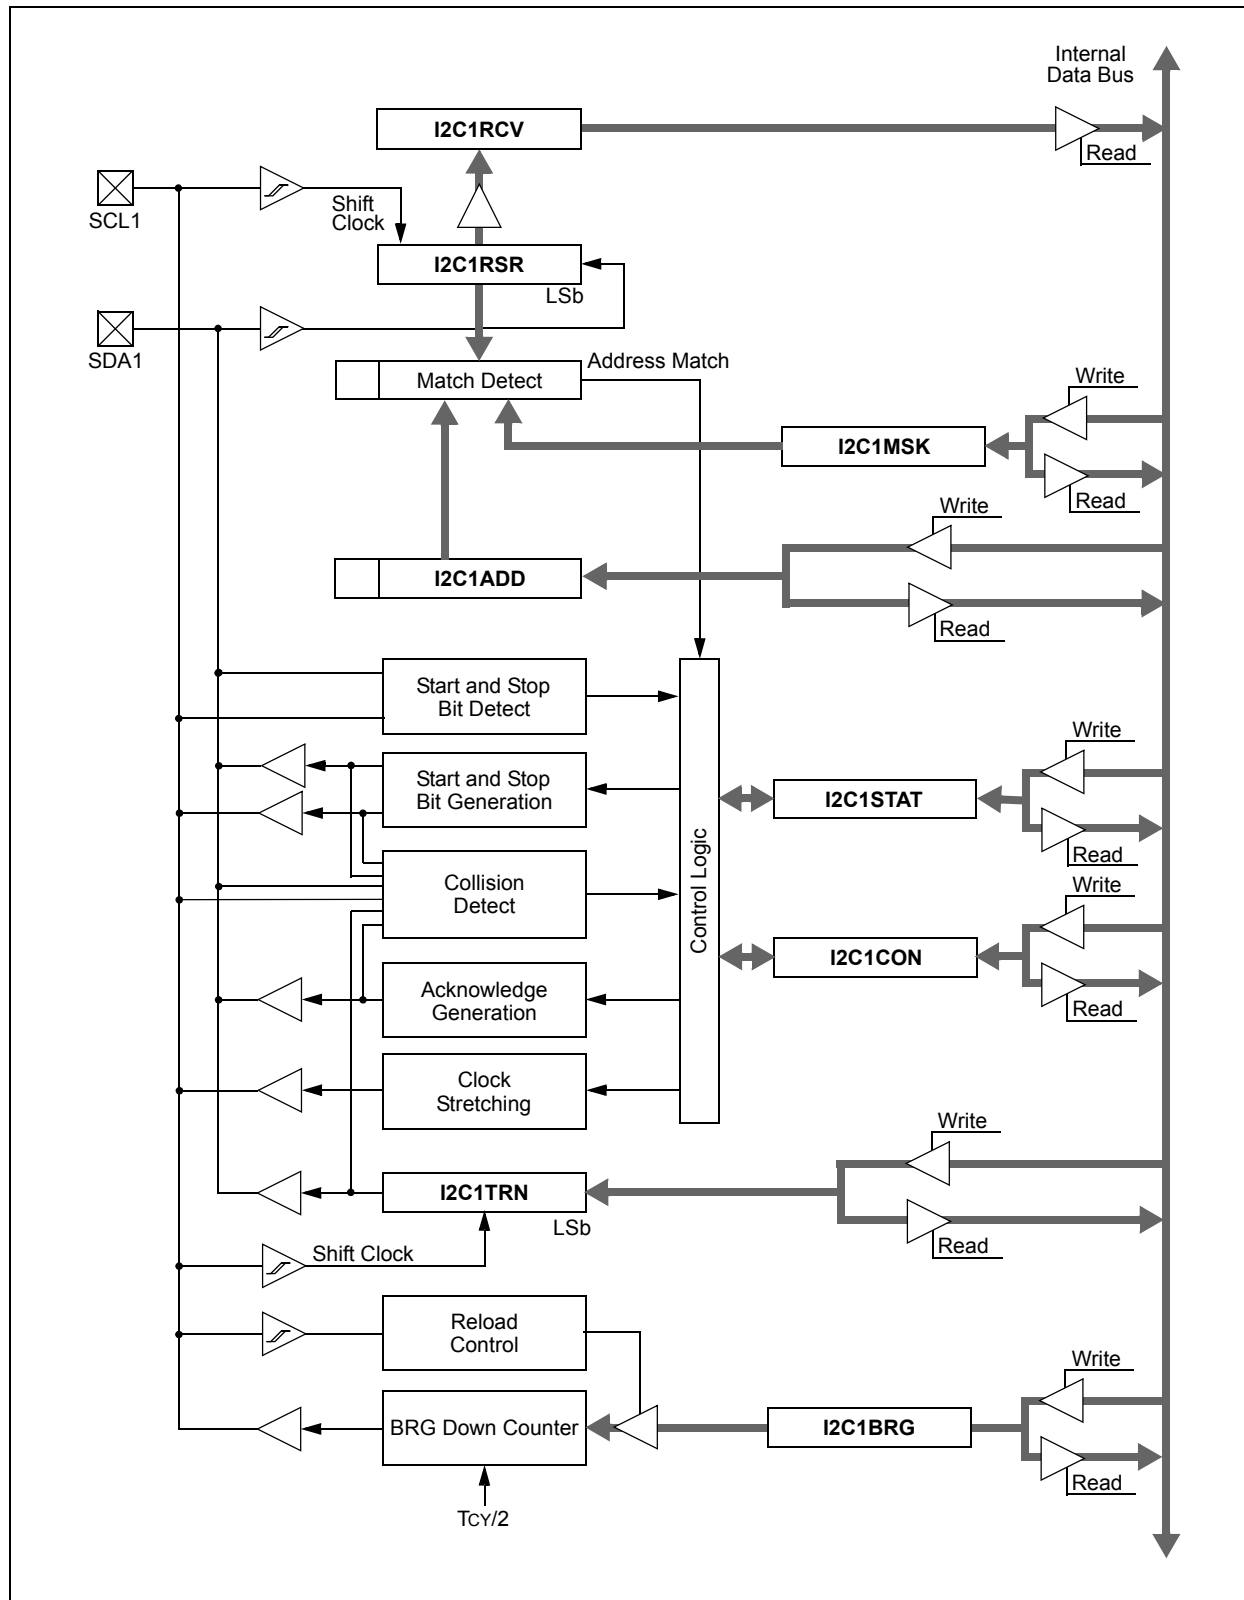 Internal
Data Bus
I2C1RCV
Read
SCL1
Shift
Clock
I2C1RSR
LSb
SDA1
Match Detect
Address Match
Write
I2C1MSK
Read
Write
I2C1ADD
Read
Start and Stop
Bit Detect
Start and Stop
Bit Generation
Write
I2C1STAT
Read
Collision
Detect
Control Logic
Write
I2C1CON
Read
Acknowledge
Generation
Clock
Stretching
Write
I2C1TRN
LSb
Read
Shift Clock
Reload
Control
Write
BRG Down Counter
I2C1BRG
Read
TCY/2